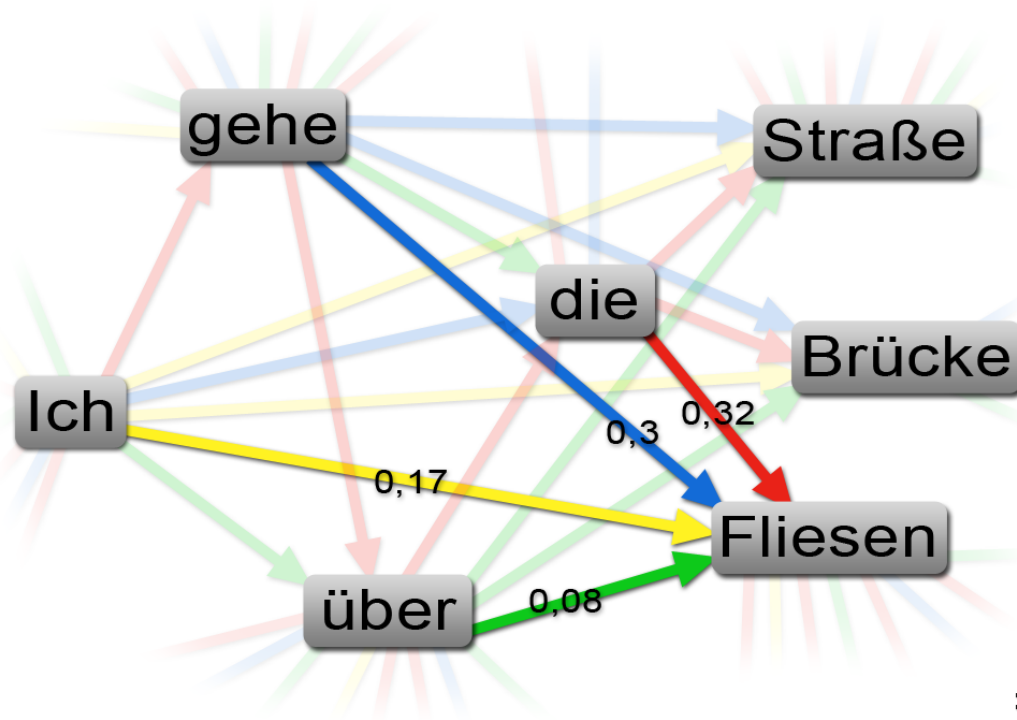 gehe
Straße
die
Brücke
Ich
0,32
0,3
0,17
Fliesen
0,08
über